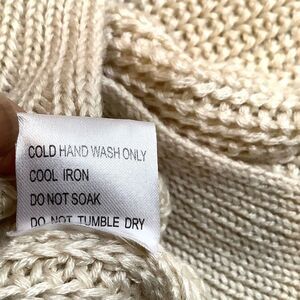 COLD HAND WASH ONLY
COOL IRON
DO NOT SOAK
DO NOT TUMBLE DRY